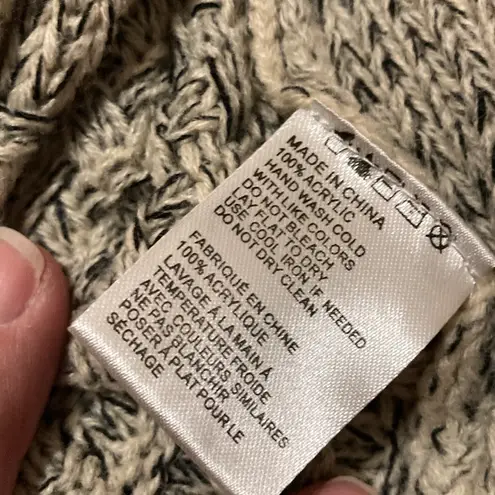 MADE IN CHINA
100% ACRYLIC
HAND WASH COLD
WITH LIKE COLORS
DO NOT BLEACH
LAY FLAT TO DRY
USE COOL IRON IF NEEDED
DO NOT DRY CLEAN
FABRIQUÉ EN CHINE
100% ACRYLIQUE
LAVAGE À LA MAIN À
TEMPERATURE FROIDE
AVEC COULEURS SIMILAIRES
NE PAS BLANCHIR
POSER À PLAT POUR LE
SÉCHAGE